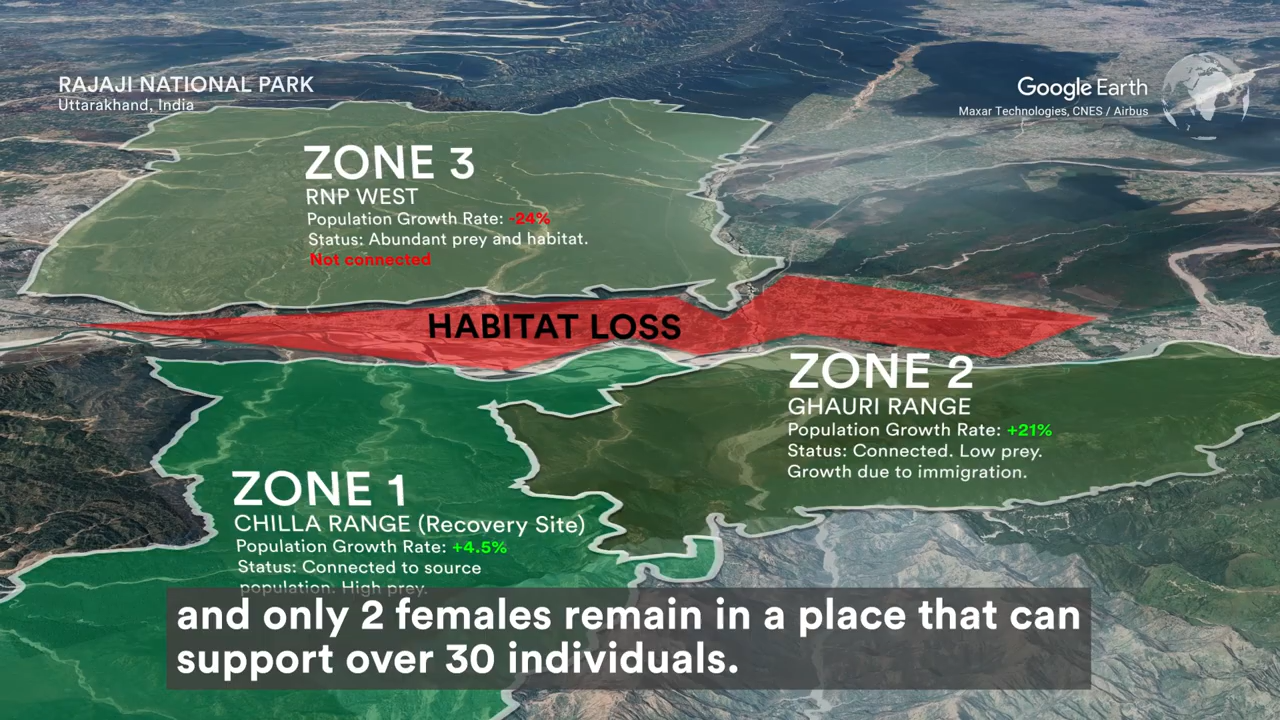 RAJAJI NATIONAL PARK
Uttarakhand, India
Google Earth
Maxar Technologies, CNES / Airbus
ZONE 3
RNP WEST
Population Growth Rate: -24%
Status: Abundant prey and habitat.
Not connected
HABITAT LOSS
ZONE 2
GHAURI RANGE
Population Growth Rate: +21%
Status: Connected. Low prey.
Growth due to immigration.
ZONE 1
CHILLA RANGE (Recovery Site)
Population Growth Rate: +4.5%
Status: Connected to source
population. High prey.
and only 2 females remain in a place that can
support over 30 individuals.